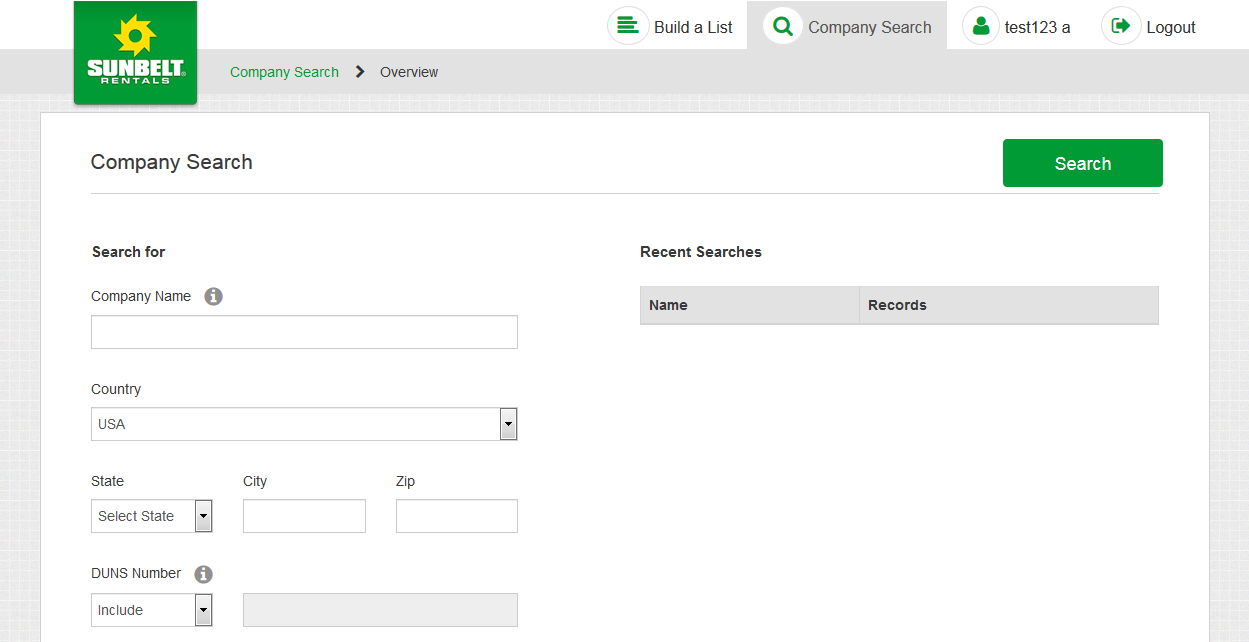 Build a List
Company Search
test123 a
Logout
SUNBELT®
RENTALS
Company Search
Overview
Company Search
Search
Search for
Recent Searches
Company Name
Name
Records
Country
USA
State
City
Zip
Select State
DUNS Number
Include